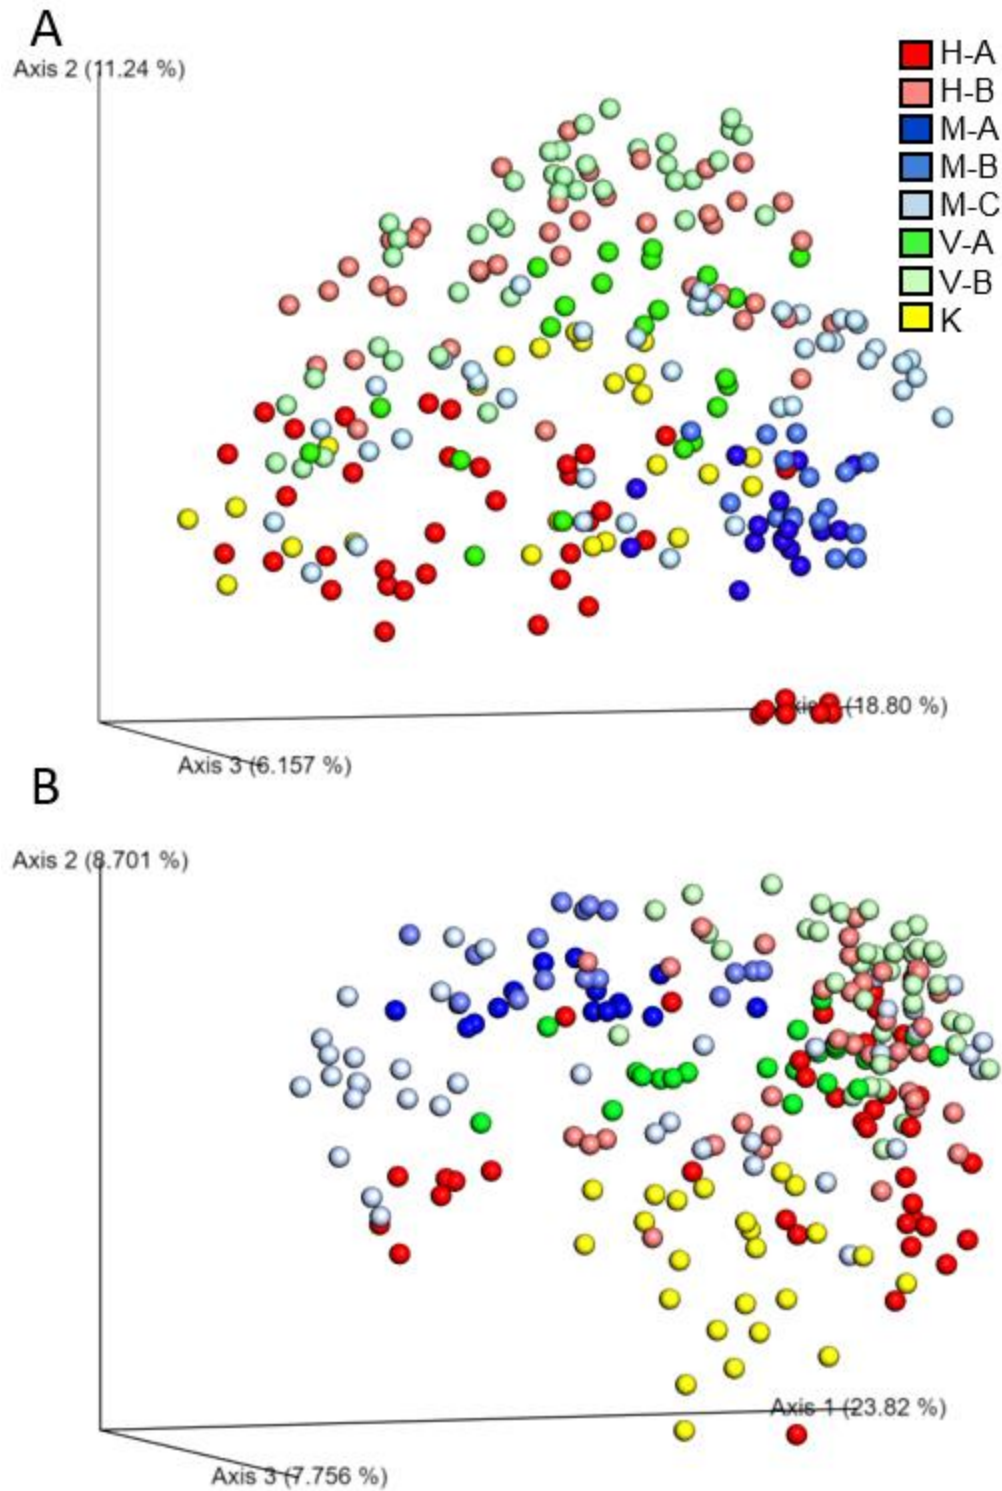 A
Axis 2 (11.24 %)
H-A
H-B
M-A
M-B
M-C
V-A
V-B
K
(18.80 %)
Axis 3 (6.157 %)
B
Axis 2 (8.701 %)
Axis 1 (23.82 %)
Axis 3 (7.756 %)